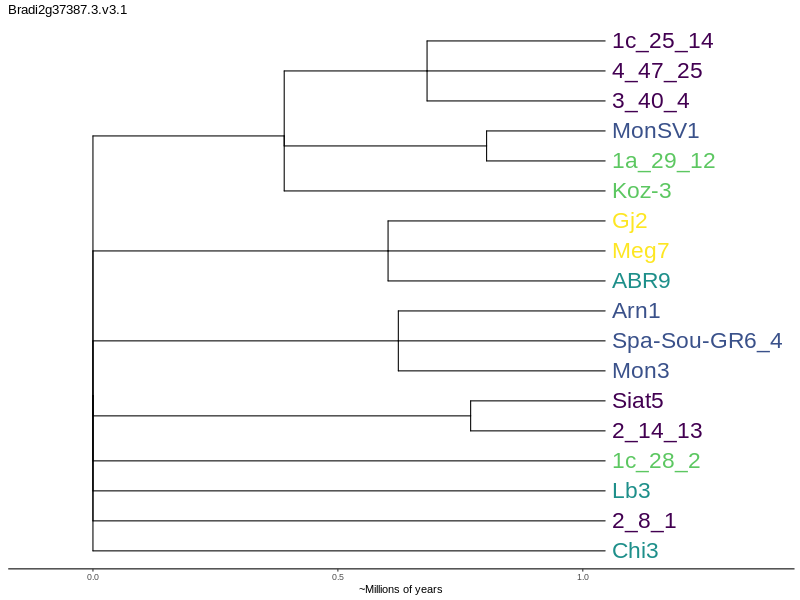 Bradi2g37387.3.v3.1
1c_25_14
4_47_25
3_40_4
MonSV1
1a_29_12
Koz-3
Gj2
Meg7
ABR9
Arn1
Spa-Sou-GR6_4
Mon3
Siat5
2_14_13
1c_28_2
Lb3
2_8_1
Chi3
0.0 0.5 1.0
~Millions of years